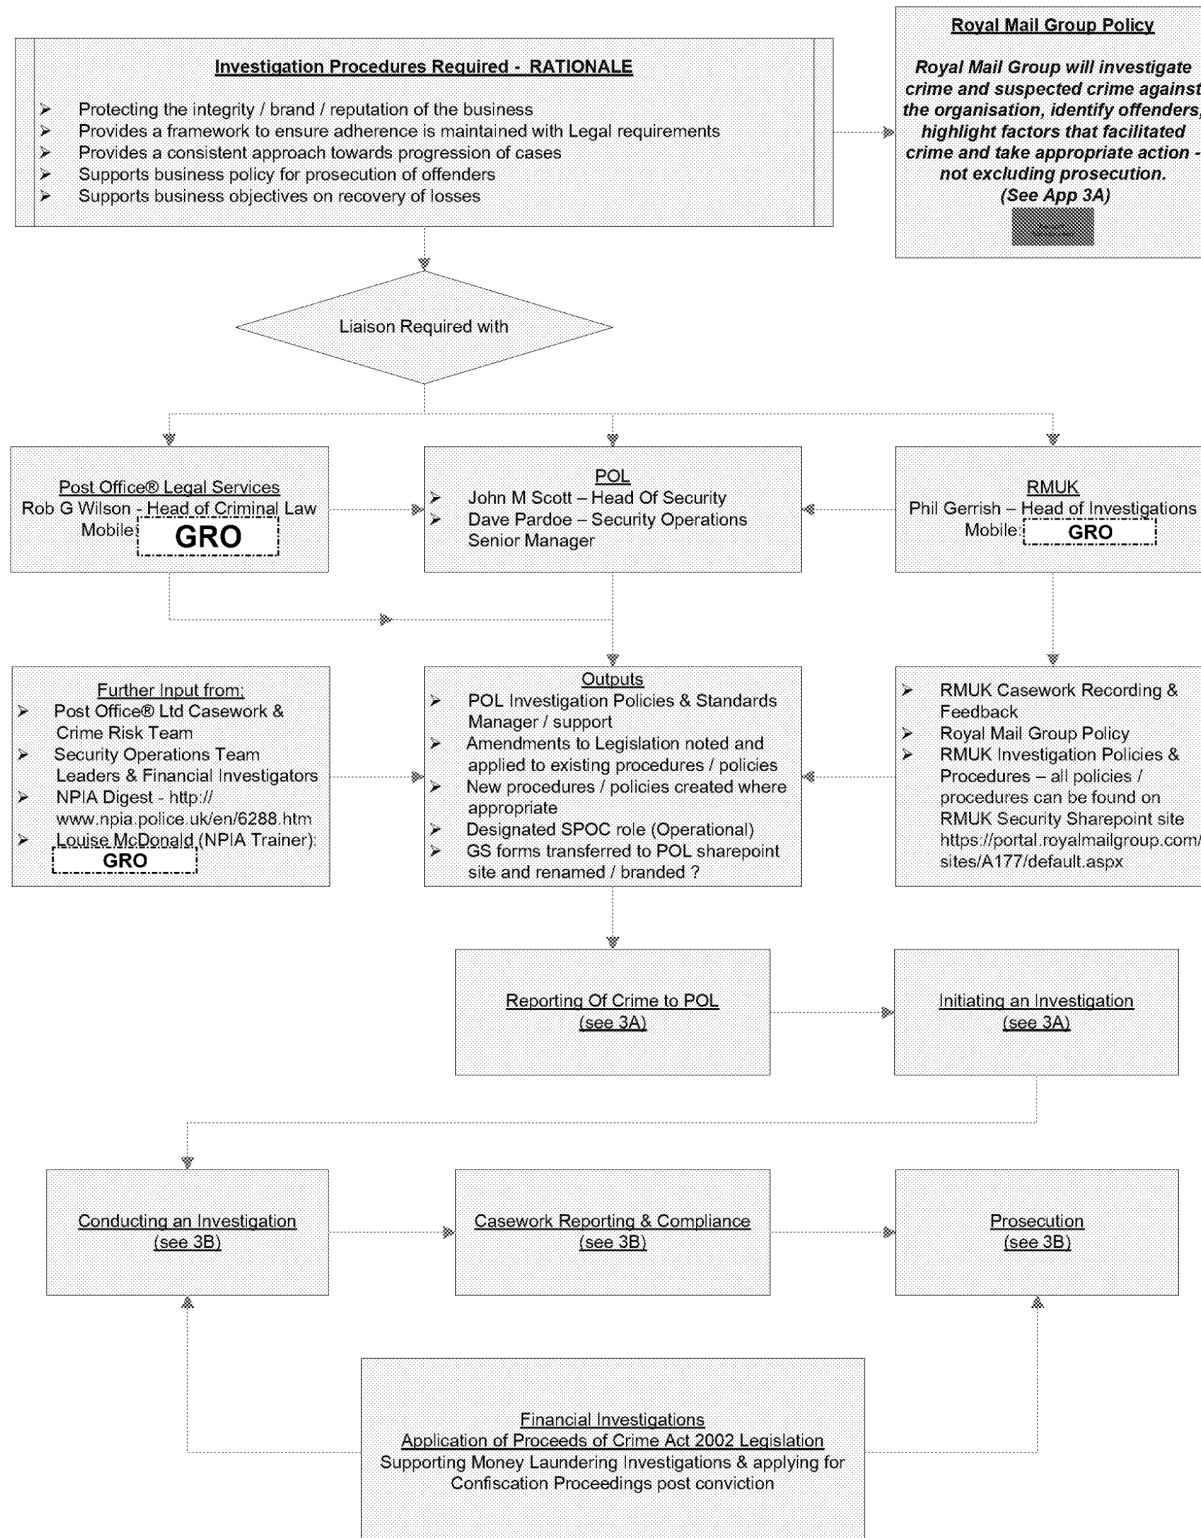 Investigation Procedures Required - RATIONALE
➢ Protecting the integrity / brand / reputation of the business
➢ Provides a framework to ensure adherence is maintained with Legal requirements
➢ Provides a consistent approach towards progression of cases
➢ Supports business policy for prosecution of offenders
➢ Supports business objectives on recovery of losses
Royal Mail Group Policy
Royal Mail Group will investigate
crime and suspected crime against
the organisation, identify offenders,
highlight factors that facilitated
crime and take appropriate action -
not excluding prosecution.
(See App 3A)
Liaison Required with
Post Office® Legal Services
Rob G Wilson - Head of Criminal Law
Mobile: GRO
POL
➢ John M Scott – Head Of Security
➢ Dave Pardoe – Security Operations
Senior Manager
RMUK
Phil Gerrish – Head of Investigations
Mobile: GRO
Further Input from:
➢ Post Office® Ltd Casework &
Crime Risk Team
➢ Security Operations Team
Leaders & Financial Investigators
➢ NPIA Digest - http://
www.npia.police.uk/en/6288.htm
➢ Louise McDonald (NPIA Trainer):
GRO
Outputs
➢ POL Investigation Policies & Standards
Manager / support
➢ Amendments to Legislation noted and
applied to existing procedures / policies
➢ New procedures / policies created where
appropriate
➢ Designated SPOC role (Operational)
➢ GS forms transferred to POL sharepoint
site and renamed / branded ?
➢ RMUK Casework Recording &
Feedback
➢ Royal Mail Group Policy
➢ RMUK Investigation Policies &
Procedures – all policies /
procedures can be found on
RMUK Security Sharepoint site
https://portal.royalmailgroup.com/
sites/A177/default.aspx
Reporting Of Crime to POL
(see 3A)
Initiating an Investigation
(see 3A)
Conducting an Investigation
(see 3B)
Casework Reporting & Compliance
(see 3B)
Prosecution
(see 3B)
Financial Investigations
Application of Proceeds of Crime Act 2002 Legislation
Supporting Money Laundering Investigations & applying for
Confiscation Proceedings post conviction